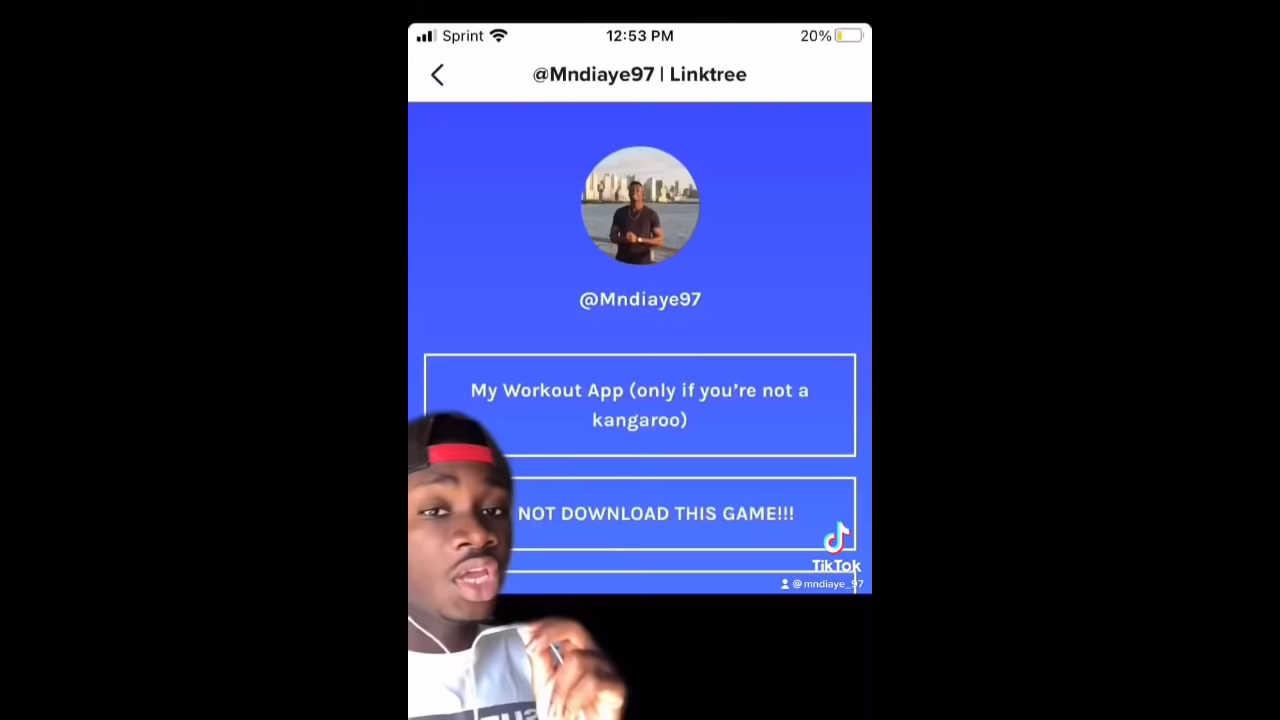 Sprint 12:53 PM 20%
@Mndiaye97 | Linktree
@Mndiaye97
My Workout App (only if you’re not a
kangaroo)
NOT DOWNLOAD THIS GAME!!!
TikTok
@mndiaye_97